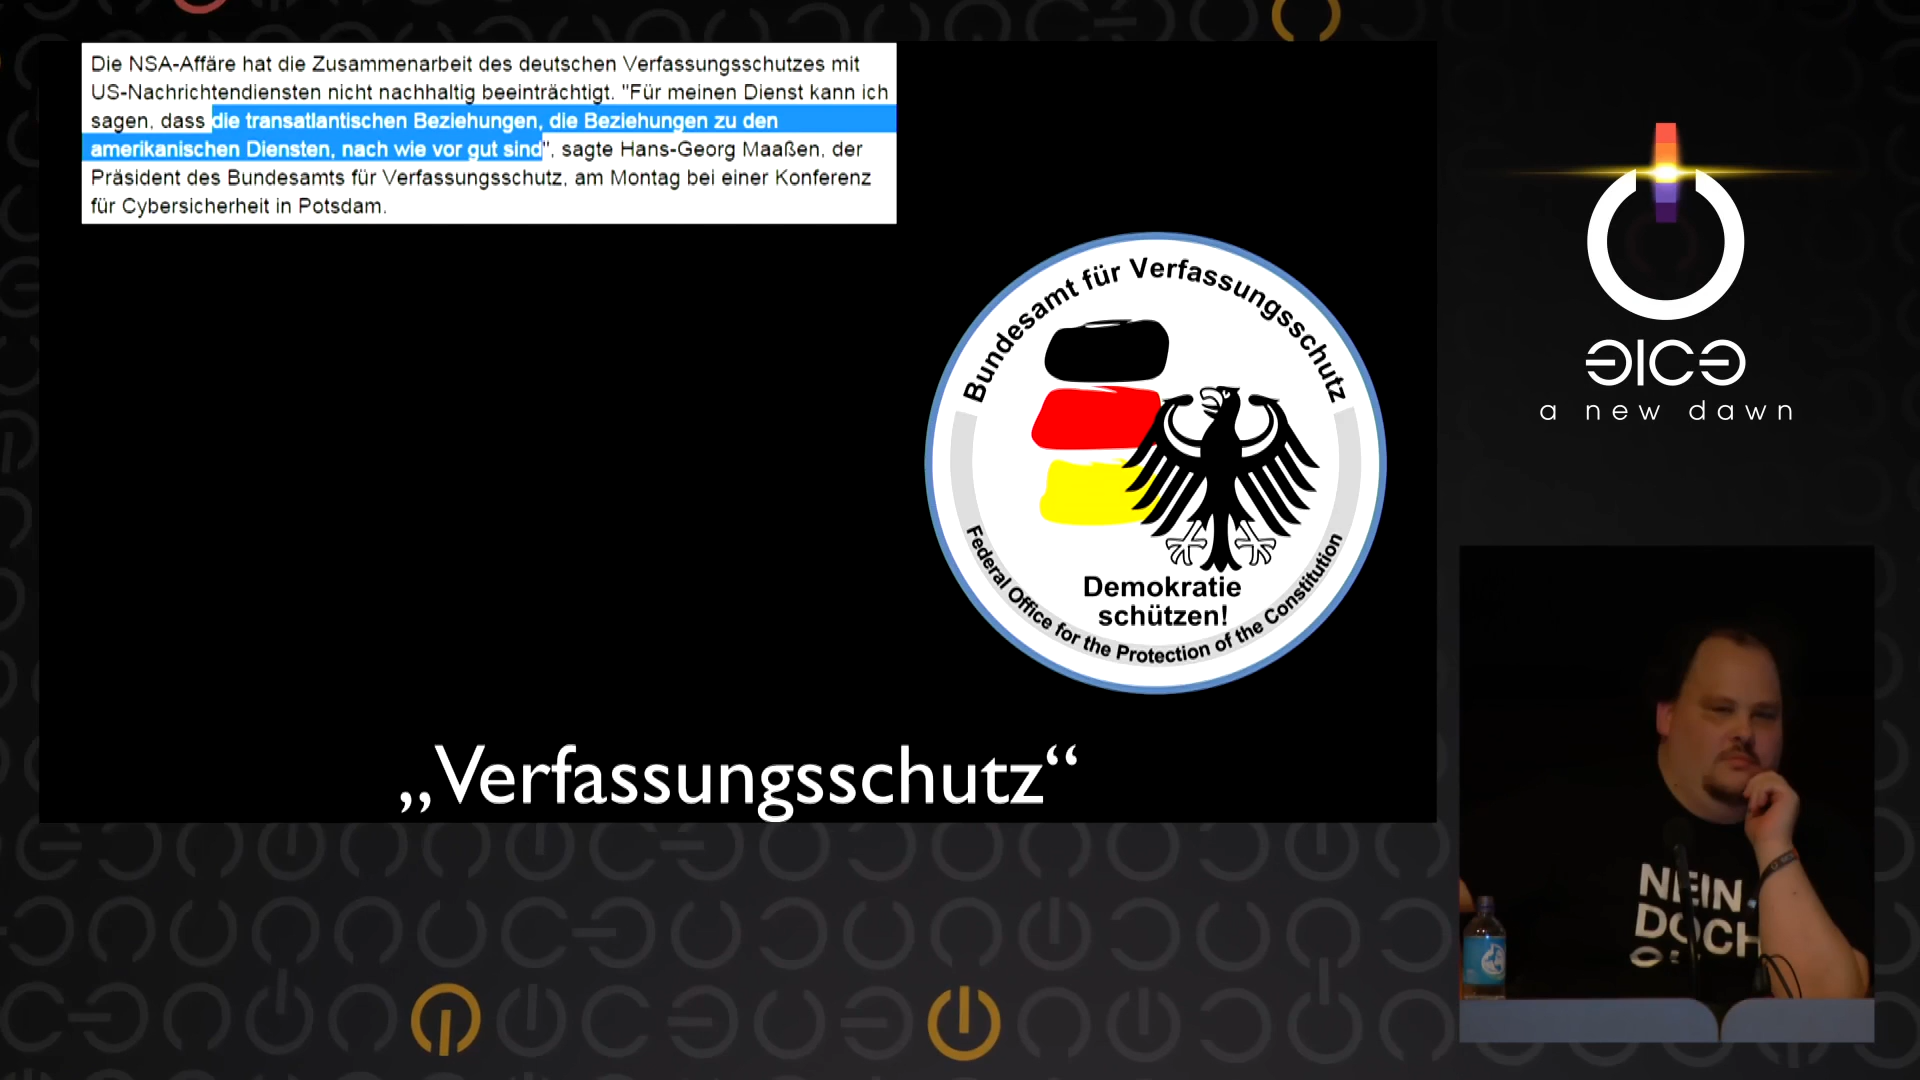 Die NSA-Affäre hat die Zusammenarbeit des deutschen Verfassungsschutzes mit
US-Nachrichtendiensten nicht nachhaltig beeinträchtigt. "Für meinen Dienst kann ich
sagen, dass die transatlantischen Beziehungen, die Beziehungen zu den
amerikanischen Diensten, nach wie vor gut sind", sagte Hans-Georg Maaßen, der
Präsident des Bundesamts für Verfassungsschutz, am Montag bei einer Konferenz
für Cybersicherheit in Potsdam.
Bundesamt für Verfassungsschutz
Demokratie
schützen!
Federal Office for the Protection of the Constitution
„Verfassungsschutz“
a new dawn
NEIN
DOCH